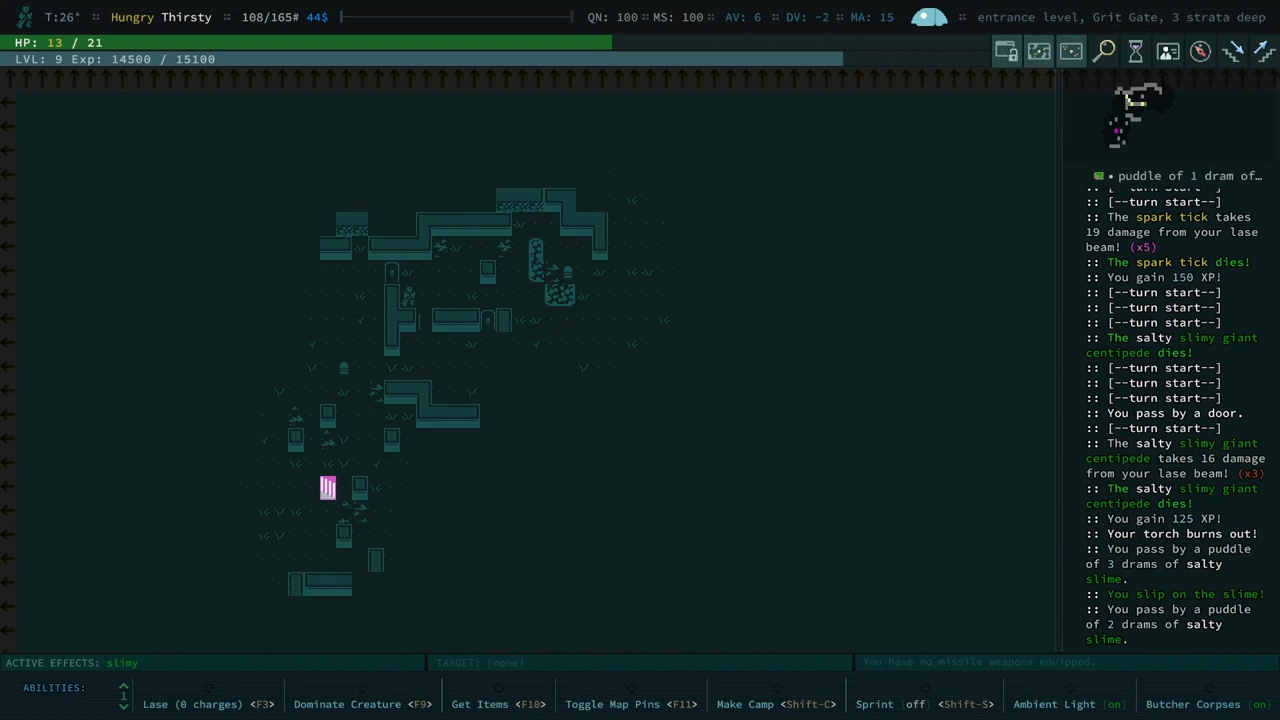 T:26° :: Hungry Thirsty :: 108/165# 44$ QN: 100 :: MS: 100 :: AV: 6 :: DV: -2 :: MA: 15 :: entrance level, Grit Gate, 3 strata deep
HP: 13 / 21
LVL: 9 Exp: 14500 / 15100
• puddle of 1 dram of…
:: [--turn start--]
:: [--turn start--]
:: The spark tick takes
19 damage from your lase
beam! (x5)
:: The spark tick dies!
:: You gain 150 XP!
:: [--turn start--]
:: [--turn start--]
:: [--turn start--]
:: The salty slimy giant
centipede dies!
:: [--turn start--]
:: [--turn start--]
:: [--turn start--]
:: You pass by a door.
:: [--turn start--]
:: The salty slimy giant
centipede takes 16 damage
from your lase beam! (x3)
:: The salty slimy giant
centipede dies!
:: You gain 125 XP!
:: Your torch burns out!
:: You pass by a puddle
of 3 drams of salty
slime.
:: You slip on the slime!
:: You pass by a puddle
of 2 drams of salty
slime.
ACTIVE EFFECTS: slimy
TARGET: [none]
You have no missile weapons equipped.
ABILITIES:
1
Lase (0 charges) <F3>
Dominate Creature <F9>
Get Items <F10>
Toggle Map Pins <F11>
Make Camp <Shift-C>
Sprint [off] <Shift-S>
Ambient Light [on]
Butcher Corpses [on]